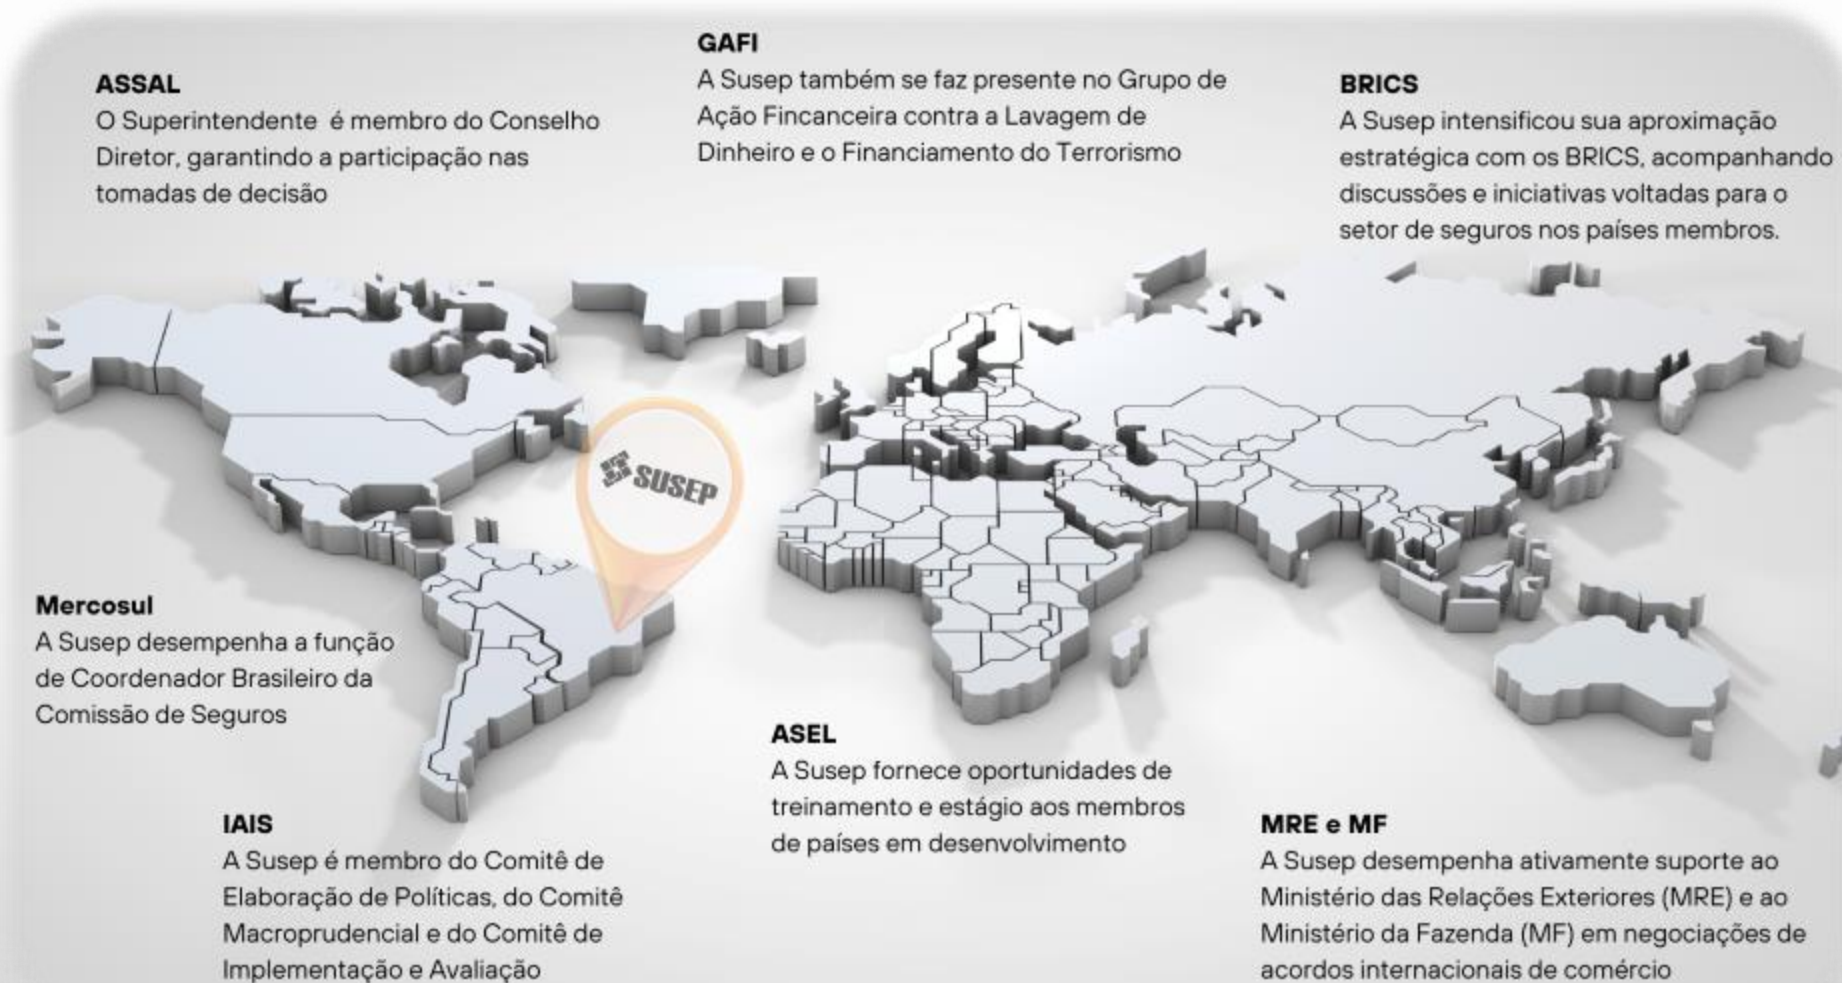 ASSAL
O Superintendente é membro do Conselho
Diretor, garantindo a participação nas
tomadas de decisão
GAFI
A Susep também se faz presente no Grupo de
Ação Fincanceira contra a Lavagem de
Dinheiro e o Financiamento do Terrorismo
BRICS
A Susep intensificou sua aproximação
estratégica com os BRICS, acompanhando
discussões e iniciativas voltadas para o
setor de seguros nos países membros.
SUSEP
Mercosul
A Susep desempenha a função
de Coordenador Brasileiro da
Comissão de Seguros
IAIS
A Susep é membro do Comitê de
Elaboração de Políticas, do Comitê
Macroprudencial e do Comitê de
Implementação e Avaliação
ASEL
A Susep fornece oportunidades de
treinamento e estágio aos membros
de países em desenvolvimento
MRE e MF
A Susep desempenha ativamente suporte ao
Ministério das Relações Exteriores (MRE) e ao
Ministério da Fazenda (MF) em negociações de
acordos internacionais de comércio